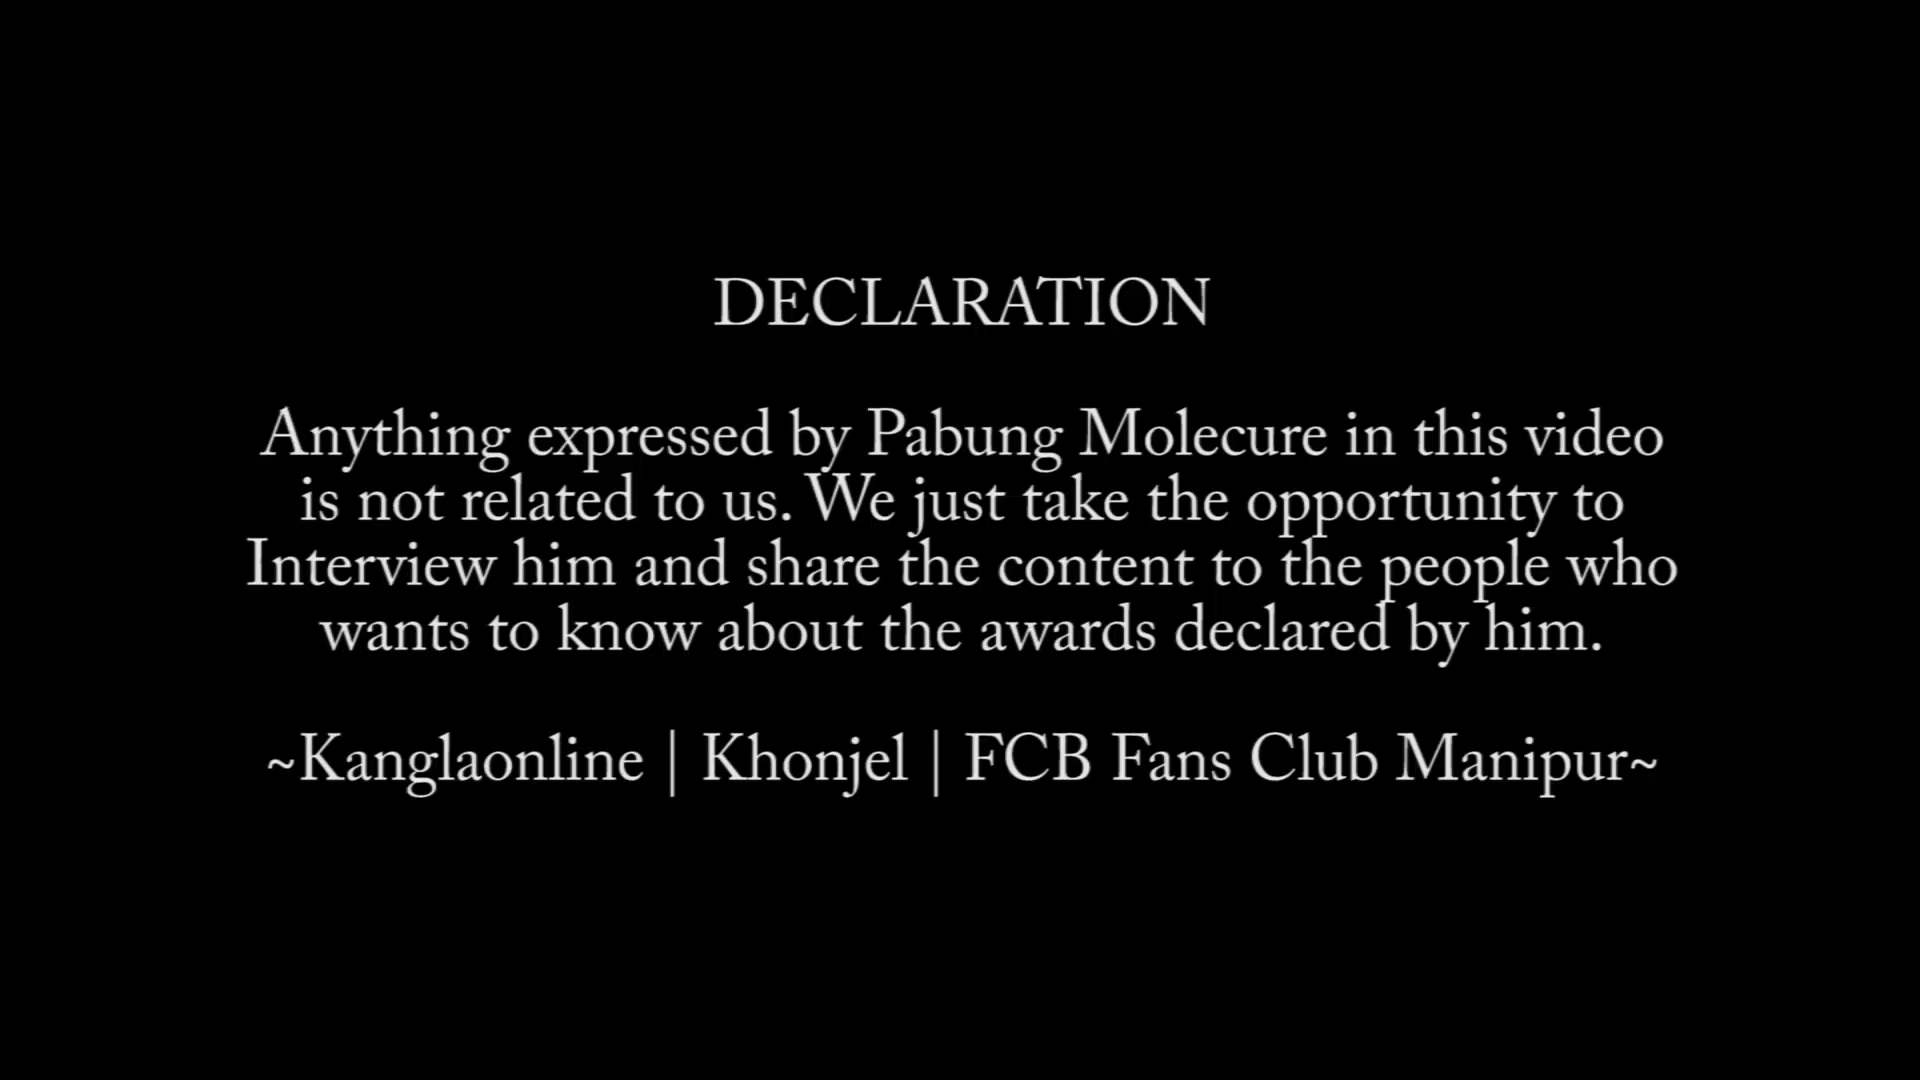 DECLARATION
Anything expressed by Pabung Molecure in this video
is not related to us. We just take the opportunity to
Interview him and share the content to the people who
wants to know about the awards declared by him.
~Kanglaonline | Khonjel | FCB Fans Club Manipur~